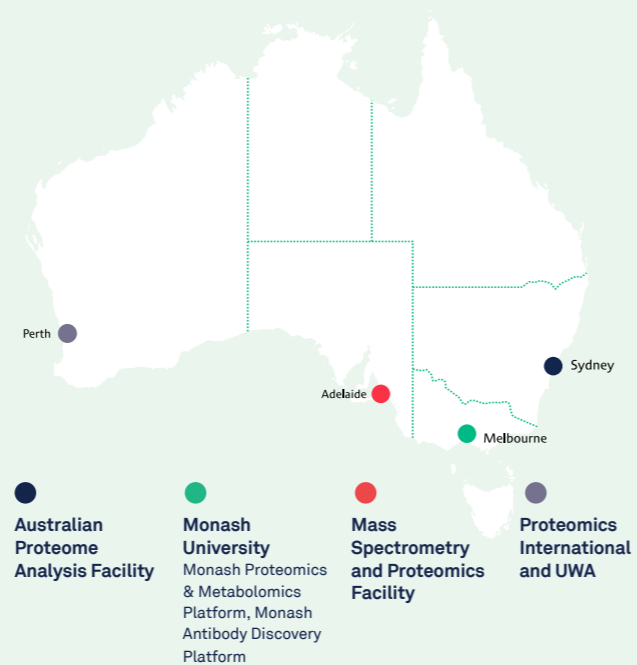 Perth
Sydney
Adelaide
Melbourne
Australian
Proteome
Analysis Facility
Monash
University
Monash Proteomics
& Metabolomics
Platform, Monash
Antibody Discovery
Platform
Mass
Spectrometry
and Proteomics
Facility
Proteomics
International
and UWA